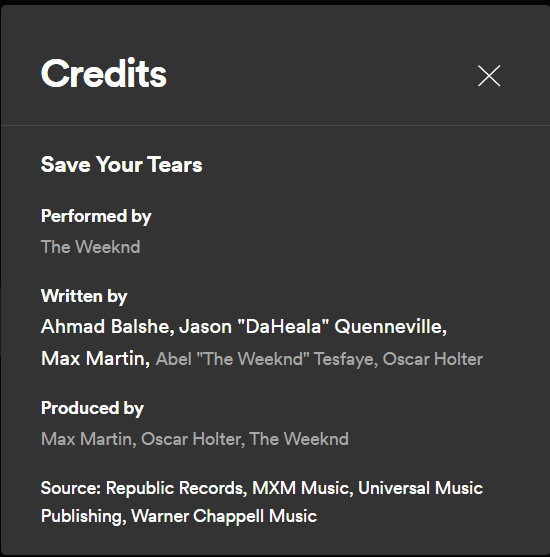 Credits
Save Your Tears
Performed by
The Weeknd
Written by
Ahmad Balshe, Jason "DaHeala" Quenneville,
Max Martin, Abel "The Weeknd" Tesfaye, Oscar Holter
Produced by
Max Martin, Oscar Holter, The Weeknd
Source: Republic Records, MXM Music, Universal Music
Publishing, Warner Chappell Music